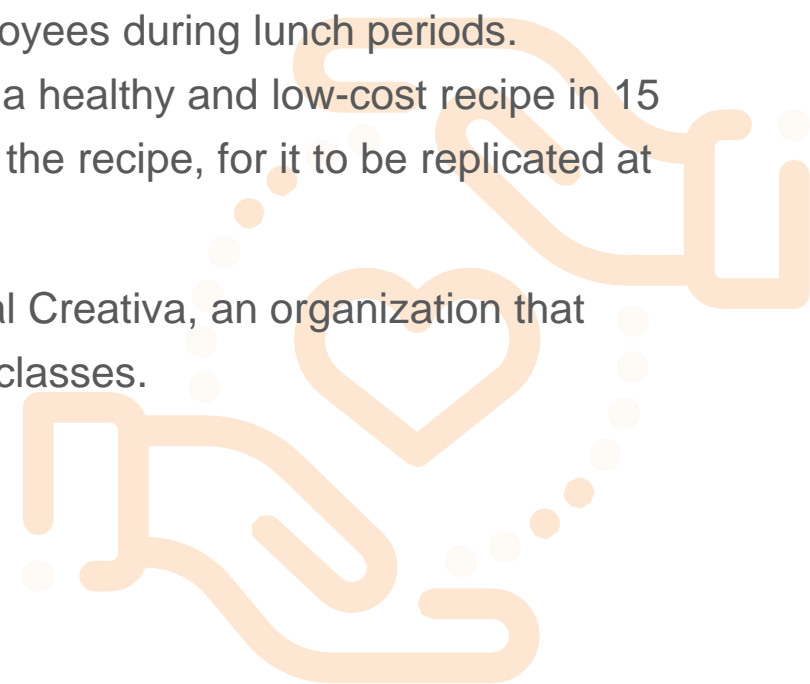 oyees during lunch periods.
a healthy and low-cost recipe in 15
the recipe, for it to be replicated at
al Creativa, an organization that
classes.